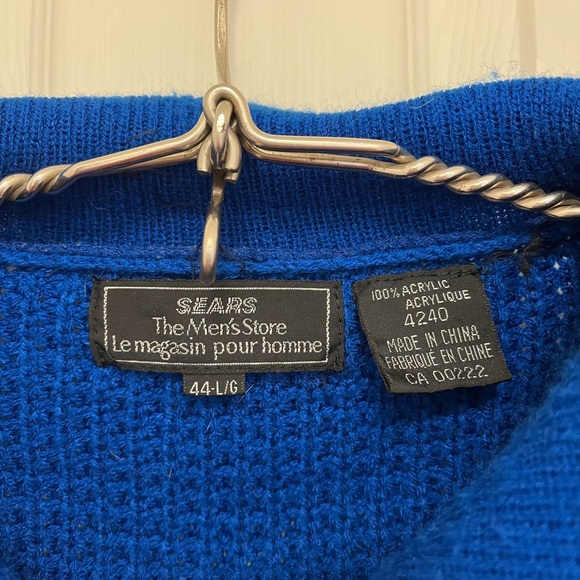 SEARS
The Men's Store
Le magasin pour homme
44-L/G
100% ACRYLIC
ACRYLIQUE
4240
MADE IN CHINA
FABRIQUÉ EN CHINE
CA 00222